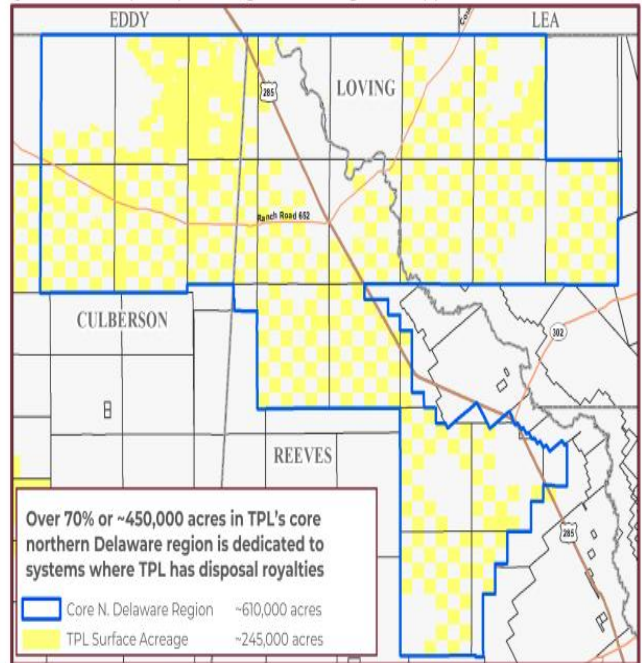 EDDY
LEA
285
LOVING
Ranch Road 652
CULBERSON
302
REEVES
285
Over 70% or ~450,000 acres in TPL's core
northern Delaware region is dedicated to
systems where TPL has disposal royalties
Core N. Delaware Region ~610,000 acres
TPL Surface Acreage ~245,000 acres